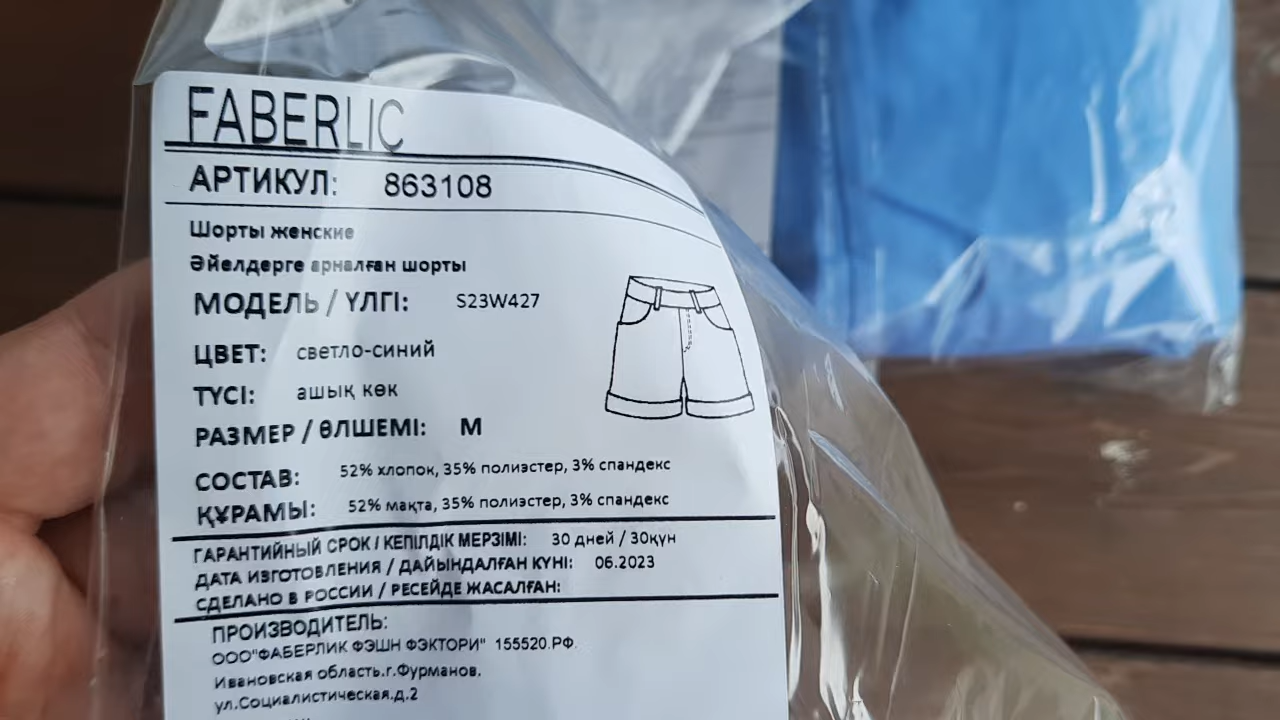 FABERLIC
АРТИКУЛ: 863108
Шорты женские
Әйелдерге арналған шорты
МОДЕЛЬ / ҮЛГІ: S23W427
ЦВЕТ: светло-синий
ТҮСІ: ашық көк
РАЗМЕР / ӨЛШЕМІ: M
СОСТАВ: 52% хлопок, 35% полиэстер, 3% спандекс
ҚҰРАМЫ: 52% мақта, 35% полиэстер, 3% спандекс
ГАРАНТИЙНЫЙ СРОК / КЕПІЛДІК МЕРЗІМІ: 30 дней / 30күн
ДАТА ИЗГОТОВЛЕНИЯ / ДАЙЫНДАЛҒАН КҮНІ: 06.2023
СДЕЛАНО В РОССИИ / РЕСЕЙДЕ ЖАСАЛҒАН:
ПРОИЗВОДИТЕЛЬ:
ООО"ФАБЕРЛИК ФЭШН ФЭКТОРИ" 155520.РФ.
Ивановская область.г.Фурманов,
ул.Социалистическая.д.2